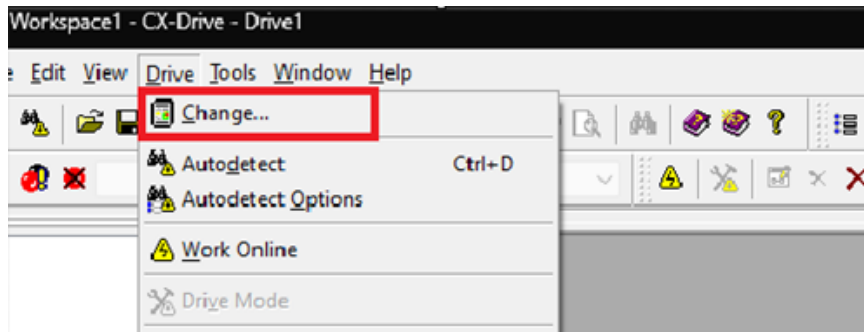 Workspace1 - CX-Drive - Drive1
Edit View Drive Tools Window Help
Change...
Autodetect Ctrl+D
Autodetect Options
Work Online
Drive Mode